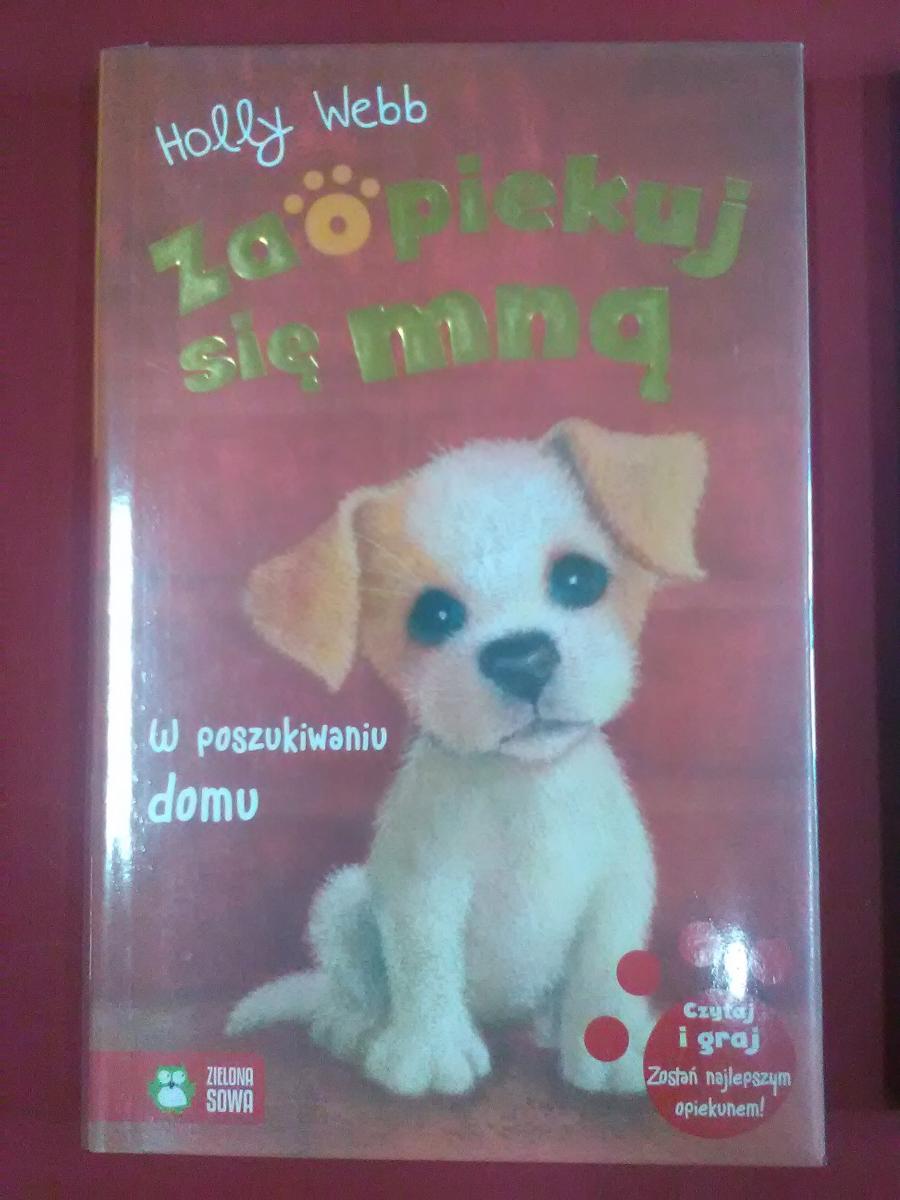 Holly Webb
Zaopiekuj
się mną
W poszukiwaniu
domu
Czytaj
i graj
Zostań najlepszym
opiekunem!
ZIELONA
SOWA